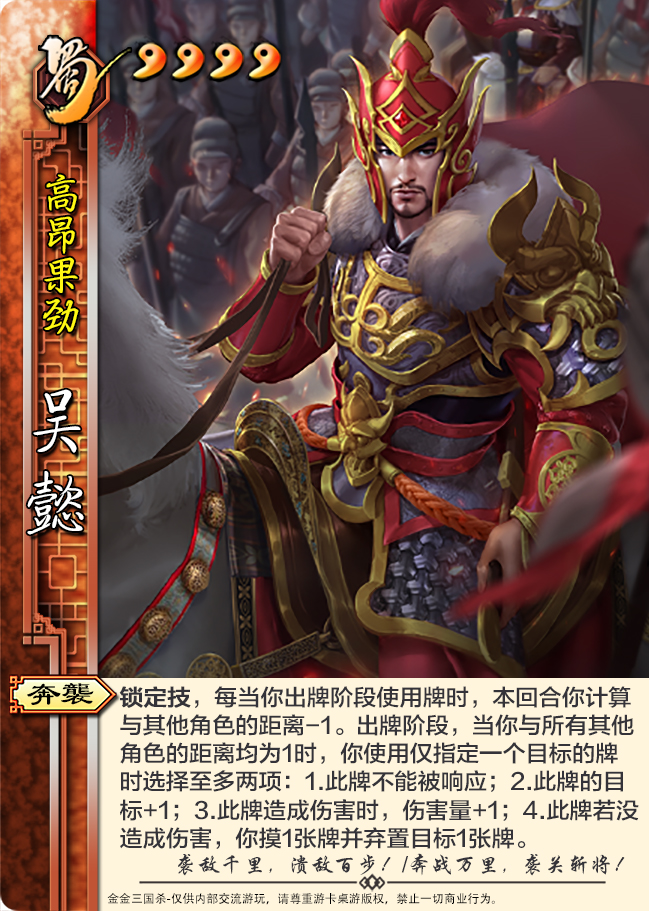 蜀
高昂果劲
吴懿
奔襲
锁定技，每当你出牌阶段使用牌时，本回合你计算
与其他角色的距离-1。出牌阶段，当你与所有其他
角色的距离均为1时，你使用仅指定一个目标的牌
时选择至多两项：1.此牌不能被响应；2.此牌的目
标+1；3.此牌造成伤害时，伤害量+1；4.此牌若没
造成伤害，你摸1张牌并弃置目标1张牌。
袭敌千里，溃敌百步！/奔战万里，袭关斩将！
金金三国杀-仅供内部交流游玩，请尊重游卡桌游版权，禁止一切商业行为。